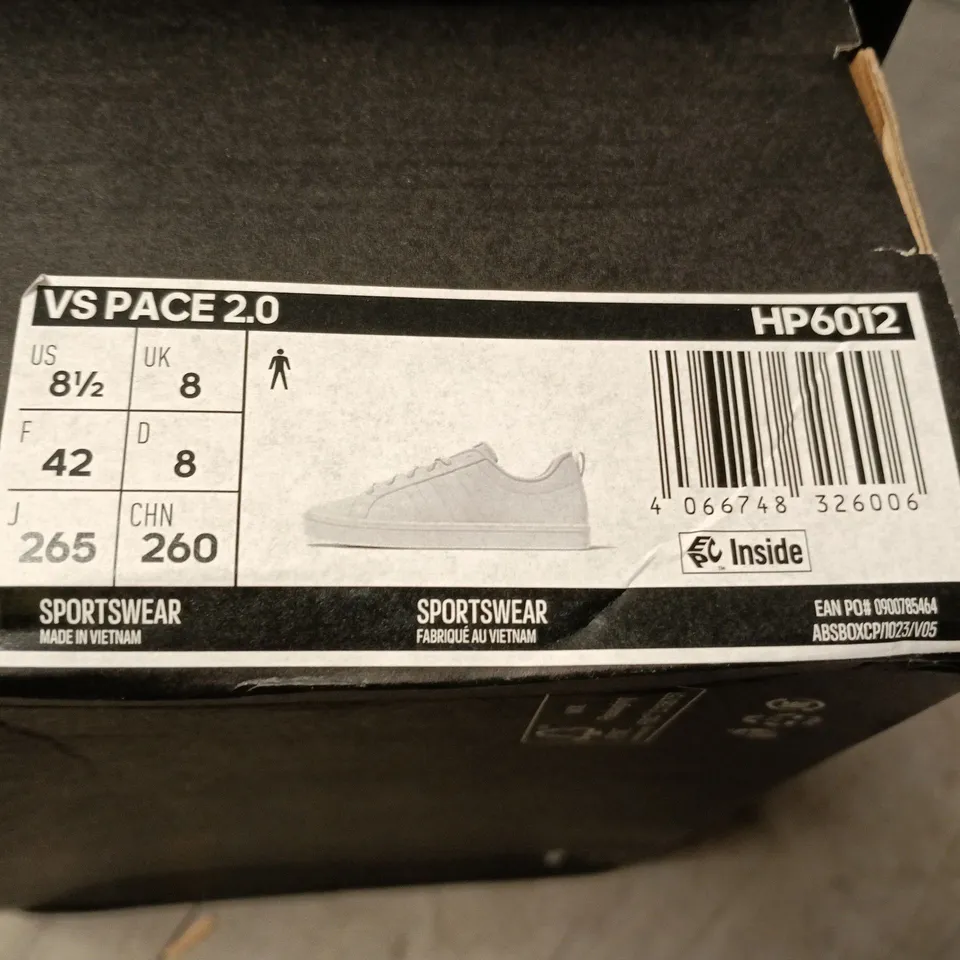 VS PACE 2.0 HP6012
US 8½ UK 8
F 42 D 8
J 265 CHN 260
4 066748 326006
EPC Inside
SPORTSWEAR
MADE IN VIETNAM
SPORTSWEAR
FABRIQUÉ AU VIETNAM
EAN PO# 0900785464
ABSBOXCP/1023/V05